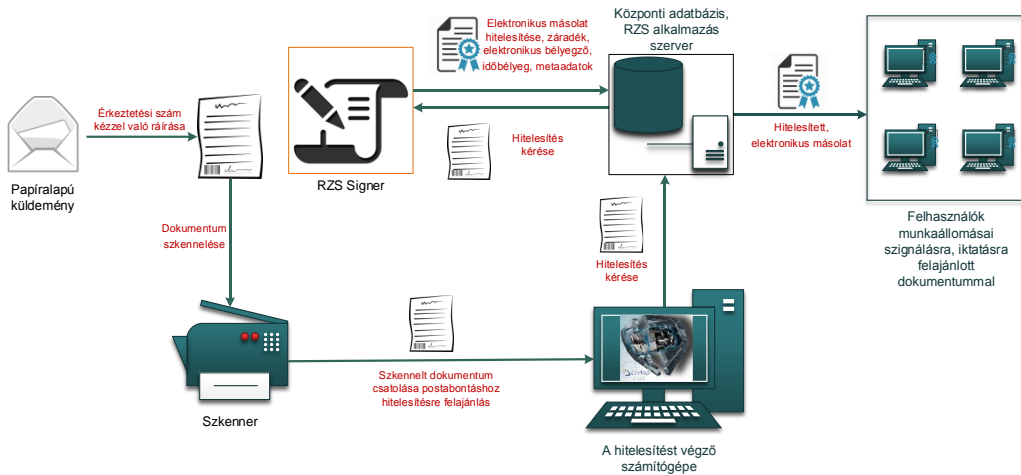 Elektronikus másolat
hitelesítése, záradék,
elektronikus bélyegző,
időbélyeg, metaadatok
Központi adatbázis,
RZS alkalmazás
szerver
Érkeztetési szám
kézzel való ráírása
Papíralapú
küldemény
Hitelesítés
kérése
RZS Signer
Hitelesített,
elektronikus másolat
Dokumentum
szkennelése
Hitelesítés
kérése
Felhasználók
munkaállomásai
szignálásra, iktatásra
felajánlott
dokumentummal
Szkennelt dokumentum
csatolása postabontáshoz
hitelesítésre felajánlás
Szkenner
A hitelesítést végző
számítógépe